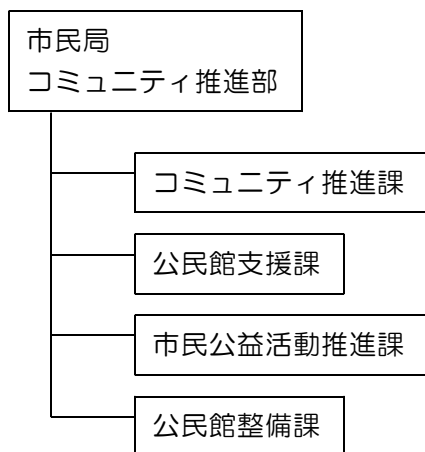 市民局
コミュニティ推進部
コミュニティ推進課
公民館支援課
市民公益活動推進課
公民館整備課